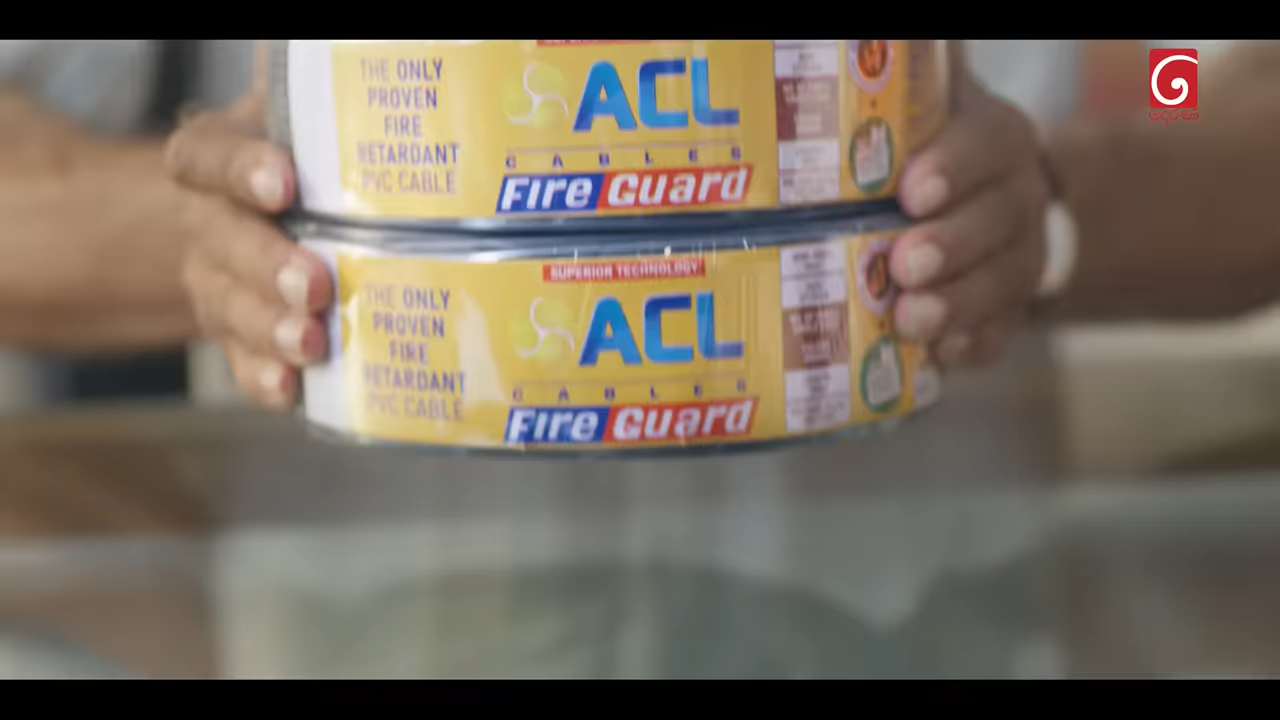 THE ONLY
PROVEN
FIRE
RETARDANT
PVC CABLE
ACL
CABLES
Fire Guard
SUPERIOR TECHNOLOGY
THE ONLY
PROVEN
FIRE
RETARDANT
PVC CABLE
ACL
CABLES
Fire Guard
දෙරණ